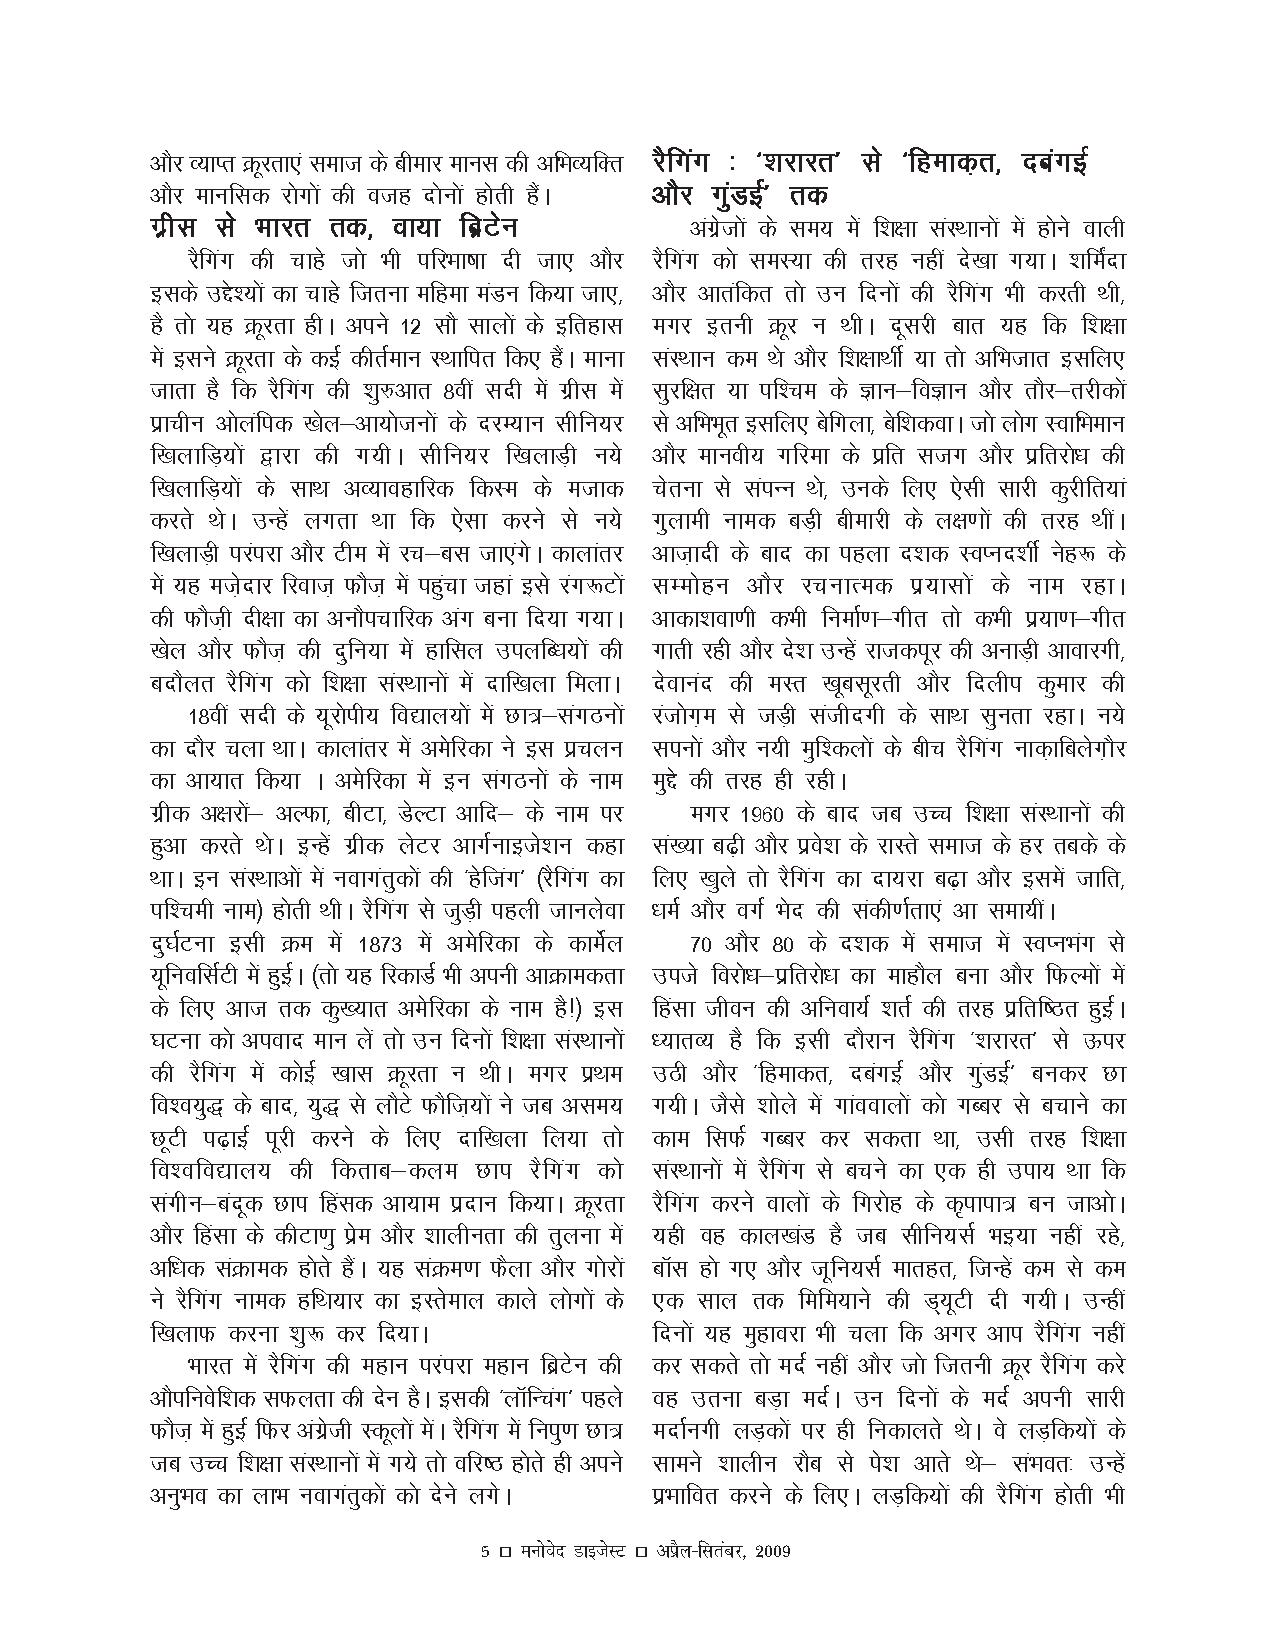 और व्याप्त क्रूरताएं समाज के बीमार मानस की अभिव्यक्ति
और मानसिक रोगों की वजह दोनों होती हैं।
ग्रीस से भारत तक, वाया ब्रिटेन
रैगिंग की चाहे जो भी परिभाषा दी जाए और
इसके उद्देश्यों का चाहे जितना महिमा मंडन किया जाए,
है तो यह क्रूरता ही। अपने 12 सौ सालों के इतिहास
में इसने क्रूरता के कई कीर्तमान स्थापित किए हैं। माना
जाता है कि रैगिंग की शुरुआत 8वीं सदी में ग्रीस में
प्राचीन ओलंपिक खेल–आयोजनों के दरम्यान सीनियर
खिलाड़ियों द्वारा की गयी। सीनियर खिलाड़ी नये
खिलाड़ियों के साथ अव्यावहारिक किस्म के मजाक
करते थे। उन्हें लगता था कि ऐसा करने से नये
खिलाड़ी परंपरा और टीम में रच–बस जाएंगे। कालांतर
में यह मज़ेदार रिवाज़ फौज़ में पहुंचा जहां इसे रंगरूटों
की फौज़ी दीक्षा का अनौपचारिक अंग बना दिया गया।
खेल और फौज़ की दुनिया में हासिल उपलब्धियों की
बदौलत रैगिंग को शिक्षा संस्थानों में दाखिला मिला।
18वीं सदी के यूरोपीय विद्यालयों में छात्र–संगठनों
का दौर चला था। कालांतर में अमेरिका ने इस प्रचलन
का आयात किया । अमेरिका में इन संगठनों के नाम
ग्रीक अक्षरों– अल्फा, बीटा, डेल्टा आदि– के नाम पर
हुआ करते थे। इन्हें ग्रीक लेटर आर्गनाइजेशन कहा
था। इन संस्थाओं में नवागंतुकों की 'हेजिंग' (रैगिंग का
पश्चिमी नाम) होती थी। रैगिंग से जुड़ी पहली जानलेवा
दुर्घटना इसी क्रम में 1873 में अमेरिका के कार्मेल
यूनिवर्सिटी में हुई। (तो यह रिकार्ड भी अपनी आक्रामकता
के लिए आज तक कुख्यात अमेरिका के नाम है!) इस
घटना को अपवाद मान लें तो उन दिनों शिक्षा संस्थानों
की रैगिंग में कोई खास क्रूरता न थी। मगर प्रथम
विश्वयुद्ध के बाद, युद्ध से लौटे फौजि़यों ने जब असमय
छूटी पढ़ाई पूरी करने के लिए दाखिला लिया तो
विश्वविद्यालय की किताब–कलम छाप रैगिंग को
संगीन–बंदूक छाप हिंसक आयाम प्रदान किया। क्रूरता
और हिंसा के कीटाणु प्रेम और शालीनता की तुलना में
अधिक संक्रामक होते हैं। यह संक्रमण फैला और गोरों
ने रैगिंग नामक हथियार का इस्तेमाल काले लोगों के
खिलाफ करना शुरू कर दिया।
भारत में रैगिंग की महान परंपरा महान ब्रिटेन की
औपनिवेशिक सफलता की देन है। इसकी 'लॉन्चिंग' पहले
फौज़ में हुई फिर अंग्रेजी स्कूलों में। रैगिंग में निपुण छात्र
जब उच्च शिक्षा संस्थानों में गये तो वरिष्ठ होते ही अपने
अनुभव का लाभ नवागंतुकों को देने लगे।
रैगिंग : 'शरारत' से 'हिमाक़त, दबंगई
और गुंडई' तक
अंग्रेजों के समय में शिक्षा संस्थानों में होने वाली
रैगिंग को समस्या की तरह नहीं देखा गया। शर्मिंदा
और आतंकित तो उन दिनों की रैगिंग भी करती थी,
मगर इतनी क्रूर न थी। दूसरी बात यह कि शिक्षा
संस्थान कम थे और शिक्षार्थी या तो अभिजात इसलिए
सुरक्षित या पश्चिम के ज्ञान–विज्ञान और तौर–तरीकों
से अभिभूत इसलिए बेगिला, बेशिकवा। जो लोग स्वाभिमान
और मानवीय गरिमा के प्रति सजग और प्रतिरोध की
चेतना से संपन्न थे, उनके लिए ऐसी सारी कुरीतियां
गुलामी नामक बड़ी बीमारी के लक्षणों की तरह थीं।
आज़ादी के बाद का पहला दशक स्वप्नदर्शी नेहरू के
सम्मोहन और रचनात्मक प्रयासों के नाम रहा।
आकाशवाणी कभी निर्माण–गीत तो कभी प्रयाण–गीत
गाती रही और देश उन्हें राजकपूर की अनाड़ी आवारगी,
देवानंद की मस्त खूबसूरती और दिलीप कुमार की
रंजोग़म से जड़ी संजीदगी के साथ सुनता रहा। नये
सपनों और नयी मुश्किलों के बीच रैगिंग नाक़ाबिलेग़ौर
मुद्दे की तरह ही रही।
मगर 1960 के बाद जब उच्च शिक्षा संस्थानों की
संख्या बढ़ी और प्रवेश के रास्ते समाज के हर तबके के
लिए खुले तो रैगिंग का दायरा बढ़ा और इसमें जाति,
धर्म और वर्ग भेद की संकीर्णताएं आ समायीं।
70 और 80 के दशक में समाज में स्वप्नभंग से
उपजे विरोध–प्रतिरोध का माहौल बना और फिल्मों में
हिंसा जीवन की अनिवार्य शर्त की तरह प्रतिष्ठित हुई।
ध्यातव्य है कि इसी दौरान रैगिंग 'शरारत' से ऊपर
उठी और 'हिमाकत, दबंगई और गुंडई' बनकर छा
गयी। जैसे शोले में गांववालों को गब्बर से बचाने का
काम सिर्फ गब्बर कर सकता था, उसी तरह शिक्षा
संस्थानों में रैगिंग से बचने का एक ही उपाय था कि
रैगिंग करने वालों के गिरोह के कृपापात्र बन जाओ।
यही वह कालखंड है जब सीनियर्स भइया नहीं रहे,
बॉस हो गए और जूनियर्स मातहत, जिन्हें कम से कम
एक साल तक मिमियाने की ड्यूटी दी गयी। उन्हीं
दिनों यह मुहावरा भी चला कि अगर आप रैगिंग नहीं
कर सकते तो मर्द नहीं और जो जितनी क्रूर रैगिंग करे
वह उतना बड़ा मर्द। उन दिनों के मर्द अपनी सारी
मर्दानगी लड़कों पर ही निकालते थे। वे लड़कियों के
सामने शालीन रौब से पेश आते थे– संभवतः उन्हें
प्रभावित करने के लिए। लड़कियों की रैगिंग होती भी
5 □ मनोवेद डाइजेस्ट □ अप्रैल-सितंबर, 2009